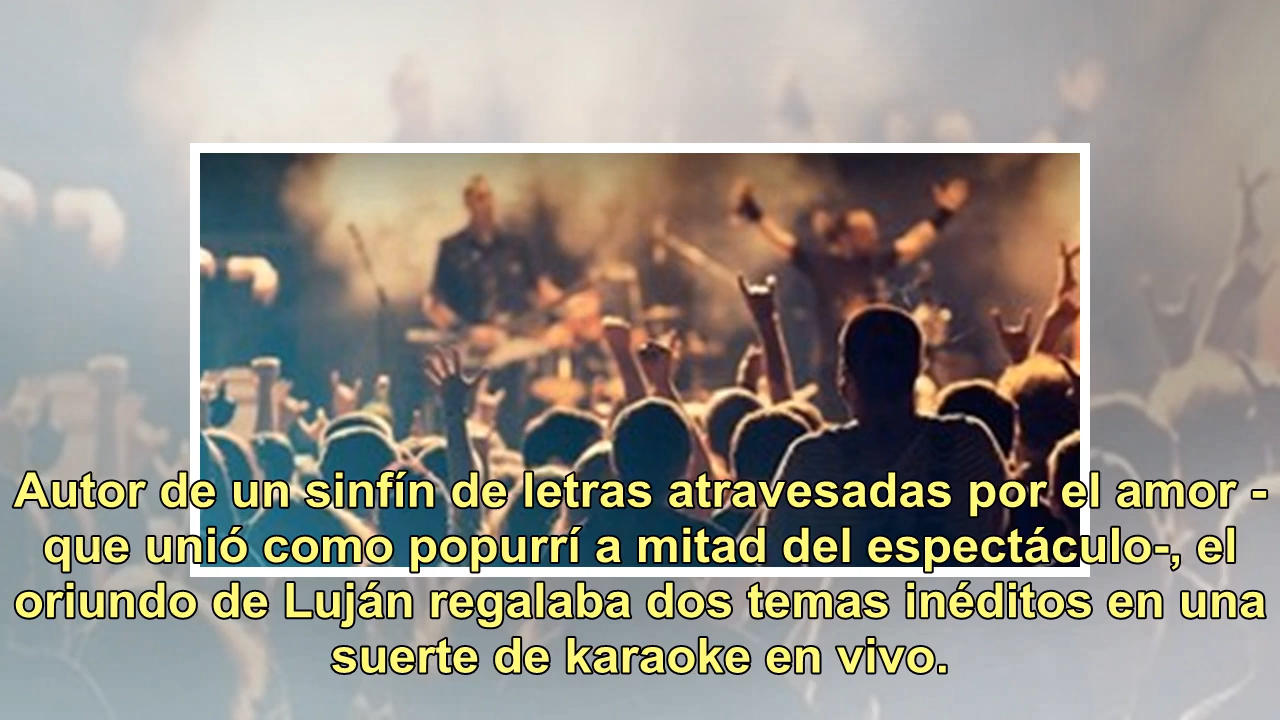 Autor de un sinfín de letras atravesadas por el amor -
que unió como popurrí a mitad del espectáculo-, el
oriundo de Luján regalaba dos temas inéditos en una
suerte de karaoke en vivo.